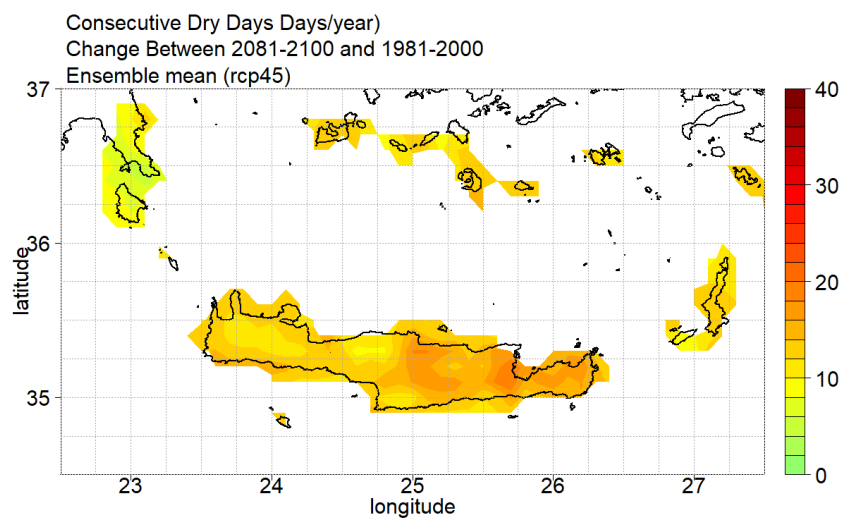 Consecutive Dry Days Days/year)
Change Between 2081-2100 and 1981-2000
Ensemble mean (rcp45)
37
36
35
latitude
23 24 25 26 27
longitude
40
30
20
10
0